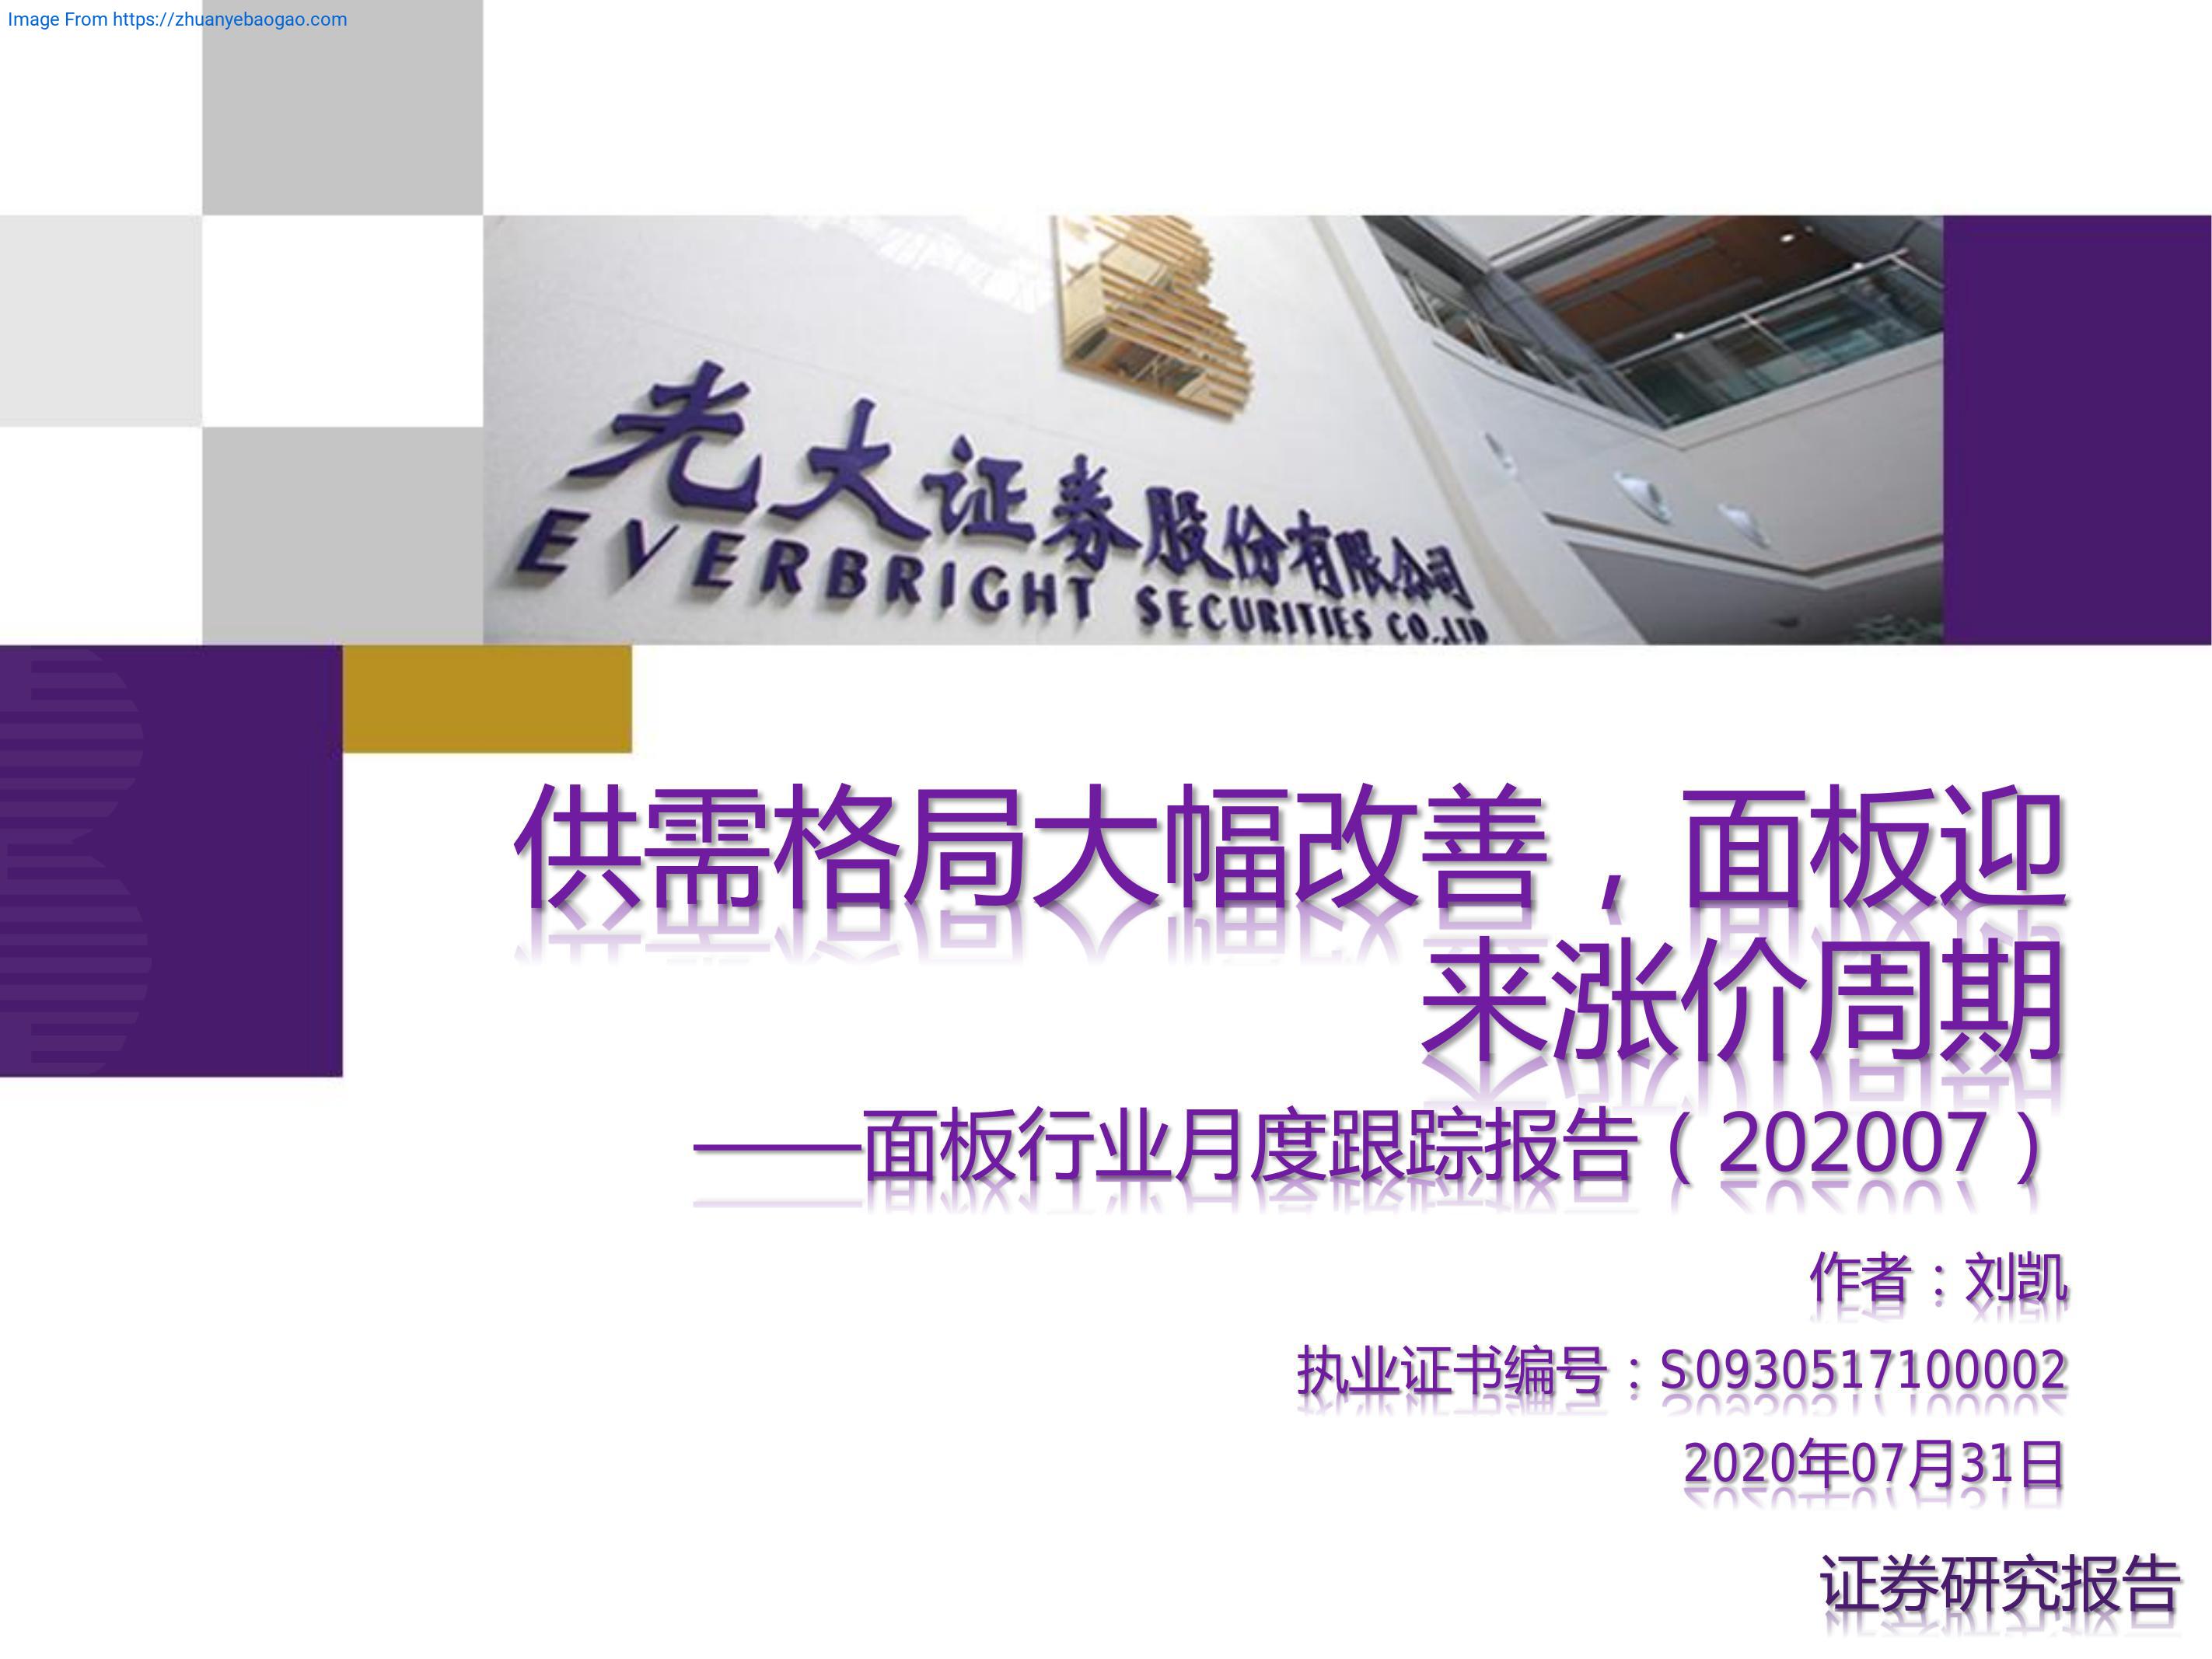 Image From https://zhuanyebaogao.com
光大证券股份有限公司
EVERBRIGHT SECURITIES CO.,LTD
供需格局大幅改善，面板迎
来涨价周期
——面板行业月度跟踪报告（202007）
作者：刘凯
执业证书编号：S0930517100002
2020年07月31日
证券研究报告